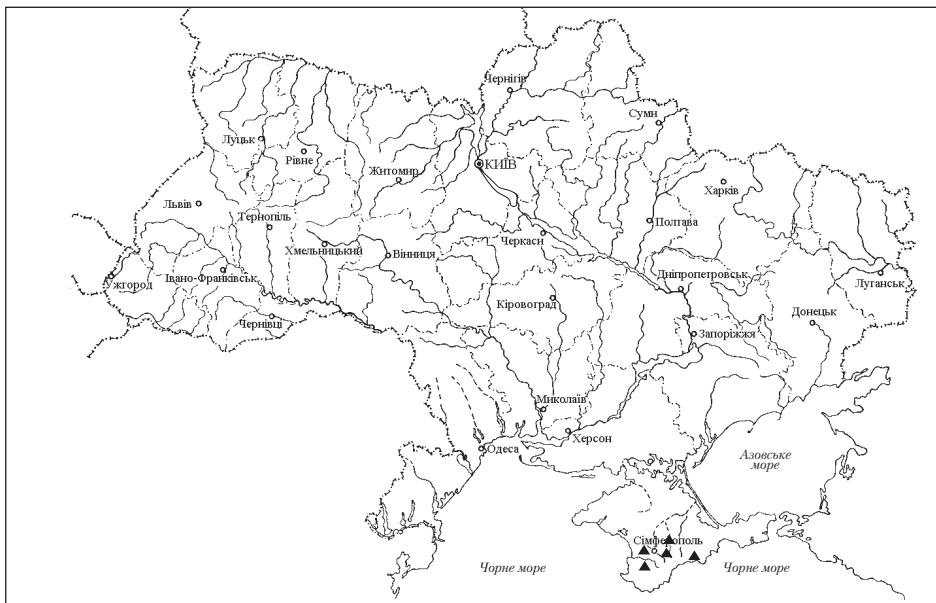 Чернігів
Суми
Луцьк
Рівне
КИЇВ
Житомир
Харків
Львів
Тернопіль
Полтава
Черкаси
Хмельницький
Вінниця
Івано-Франківськ
Ужгород
Дніпропетровськ
Луганськ
Кіровоград
Донецьк
Чернівці
Запоріжжя
Миколаїв
Херсон
Одеса
Азовське
море
Сімферополь
Чорне море
Чорне море